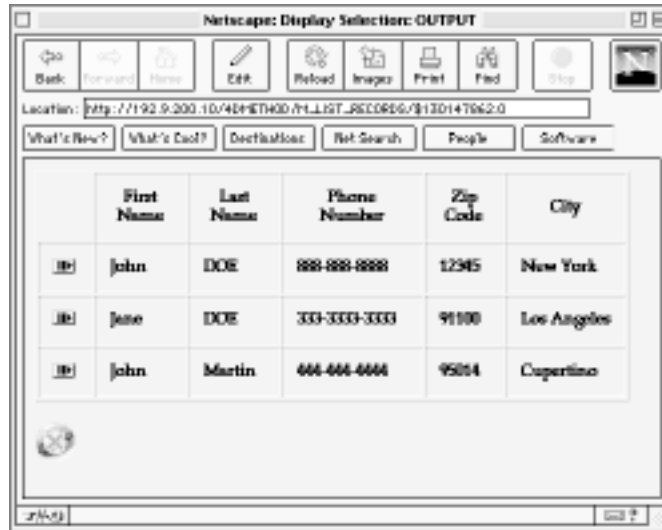 Netscape: Display Selection: OUTPUT
Back Forward Home Edit Reload Images Print Find Stop
N
Location: http://192.9.200.10/4DMETHOD/M_LIST_RECORDS/$130147862.0
What's New? What's Cool? Destinations Net Search People Software
First Name Last Name Phone Number Zip Code City
John DOE 888-888-8888 12345 New York
Jane DOE 333-3333-3333 91100 Los Angeles
John Martin 444-444-4444 95014 Cupertino